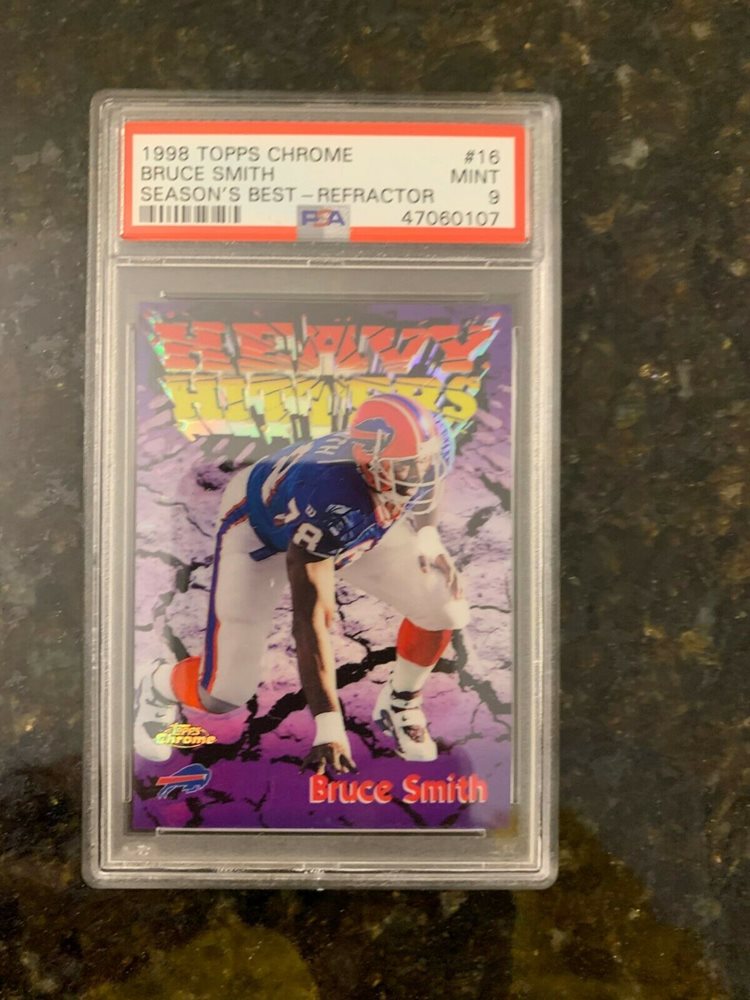 1998 TOPPS CHROME #16
BRUCE SMITH MINT
SEASON'S BEST - REFRACTOR 9
PSA 47060107
HEAVY
HITTERS
78
Topps
Chrome
Bruce Smith